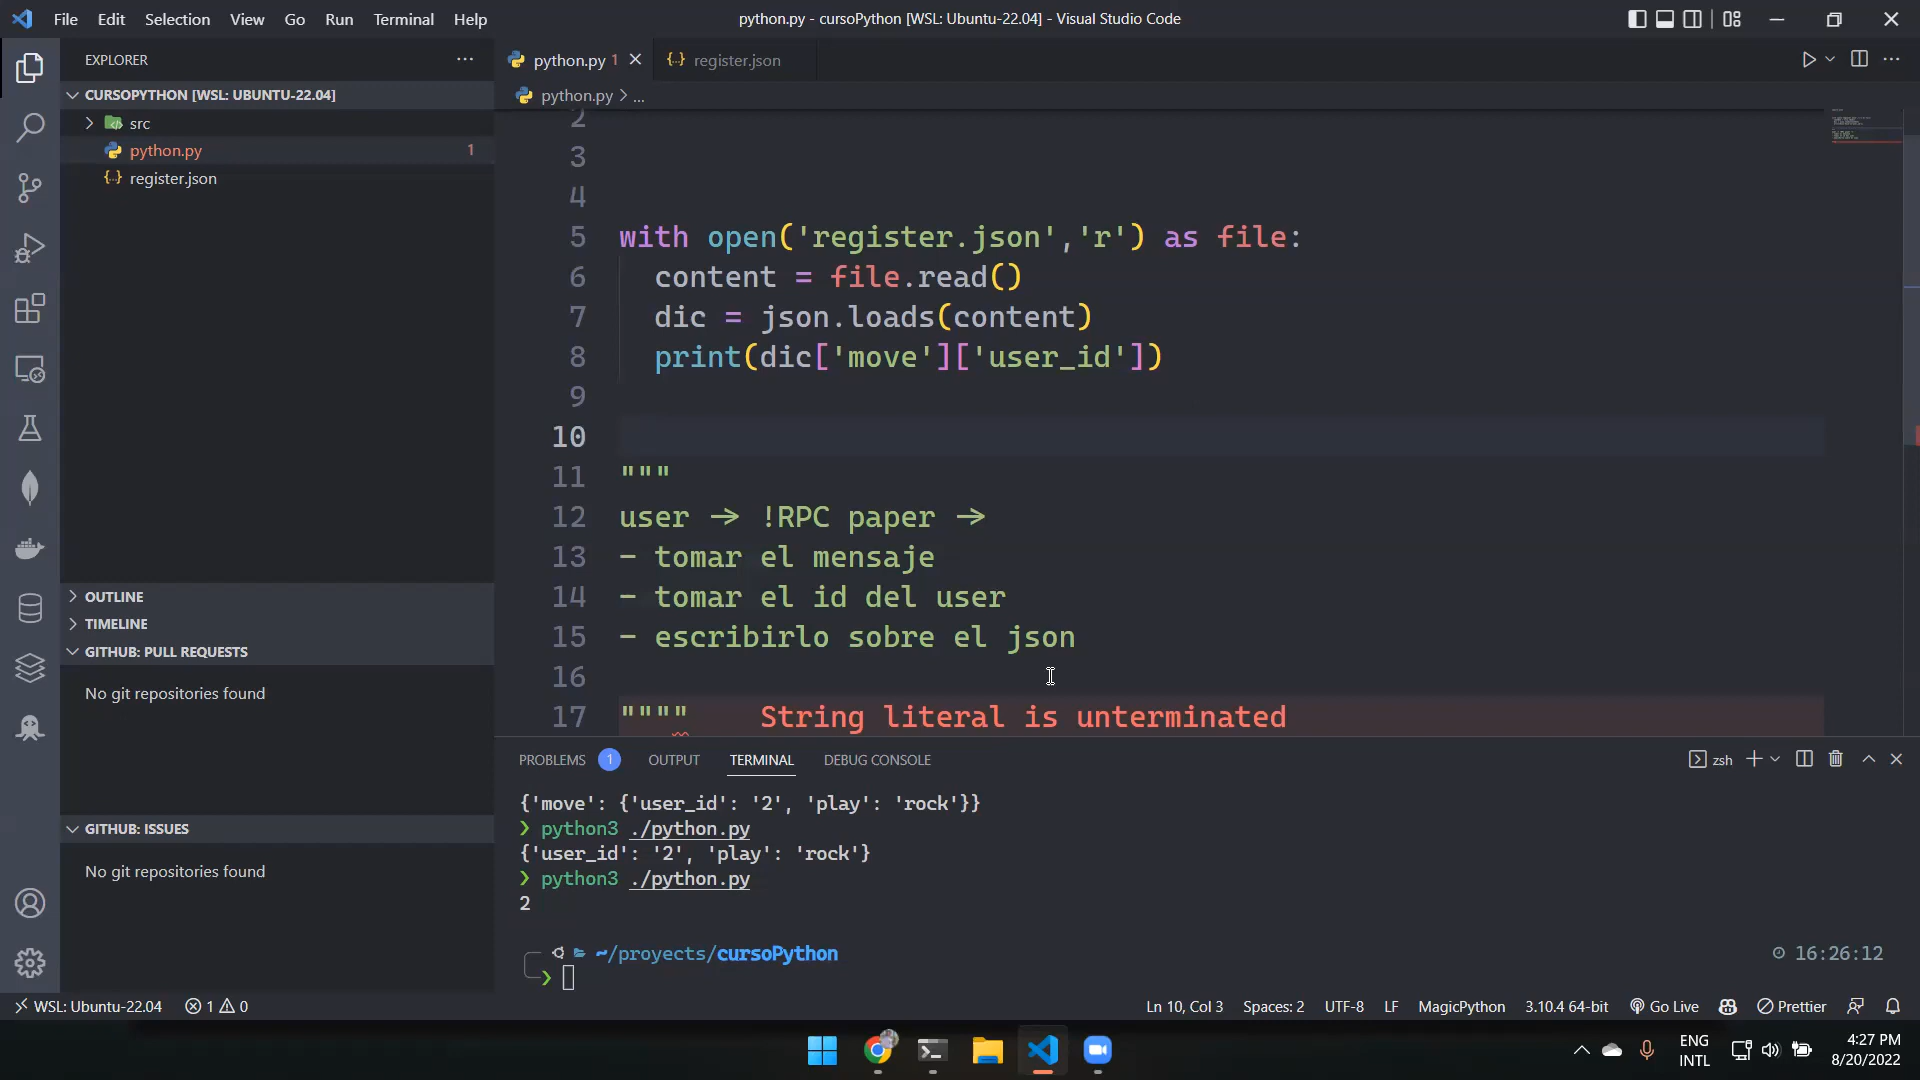 File Edit Selection View Go Run Terminal Help
python.py - cursoPython [WSL: Ubuntu-22.04] - Visual Studio Code
EXPLORER
CURSOPYTHON [WSL: UBUNTU-22.04]
src
python.py 1
register.json
OUTLINE
TIMELINE
GITHUB: PULL REQUESTS
No git repositories found
GITHUB: ISSUES
No git repositories found
python.py 1
register.json
python.py > ...
2
3
4
5 with open('register.json','r') as file:
6 content = file.read()
7 dic = json.loads(content)
8 print(dic['move']['user_id'])
9
10
11 """
12 user → !RPC paper →
13 - tomar el mensaje
14 - tomar el id del user
15 - escribirlo sobre el json
16
17 """" String literal is unterminated
PROBLEMS 1 OUTPUT TERMINAL DEBUG CONSOLE
zsh
{'move': {'user_id': '2', 'play': 'rock'}}
❯ python3 ./python.py
{'user_id': '2', 'play': 'rock'}
❯ python3 ./python.py
2
~/proyects/cursoPython
16:26:12
❯
WSL: Ubuntu-22.04 1 0
Ln 10, Col 3 Spaces: 2 UTF-8 LF MagicPython 3.10.4 64-bit Go Live Prettier
ENG
INTL
4:27 PM
8/20/2022